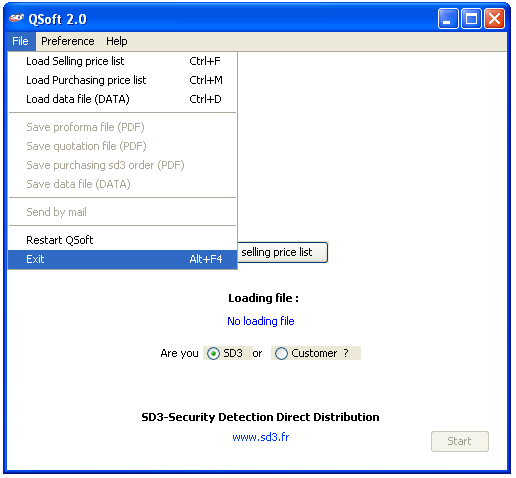 QSoft 2.0
File Preference Help
Load Selling price list Ctrl+F
Load Purchasing price list Ctrl+M
Load data file (DATA) Ctrl+D
Save proforma file (PDF)
Save quotation file (PDF)
Save purchasing sd3 order (PDF)
Save data file (DATA)
Send by mail
Restart QSoft
Exit Alt+F4
selling price list
Loading file :
No loading file
Are you SD3 or Customer ?
SD3-Security Detection Direct Distribution
www.sd3.fr
Start